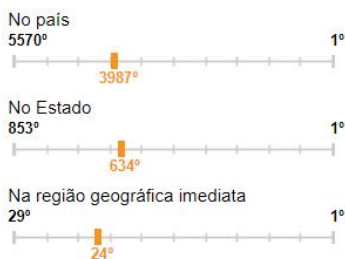 No país
5570º 1º
3987º
No Estado
853º 1º
634º
Na região geográfica imediata
29º 1º
24º